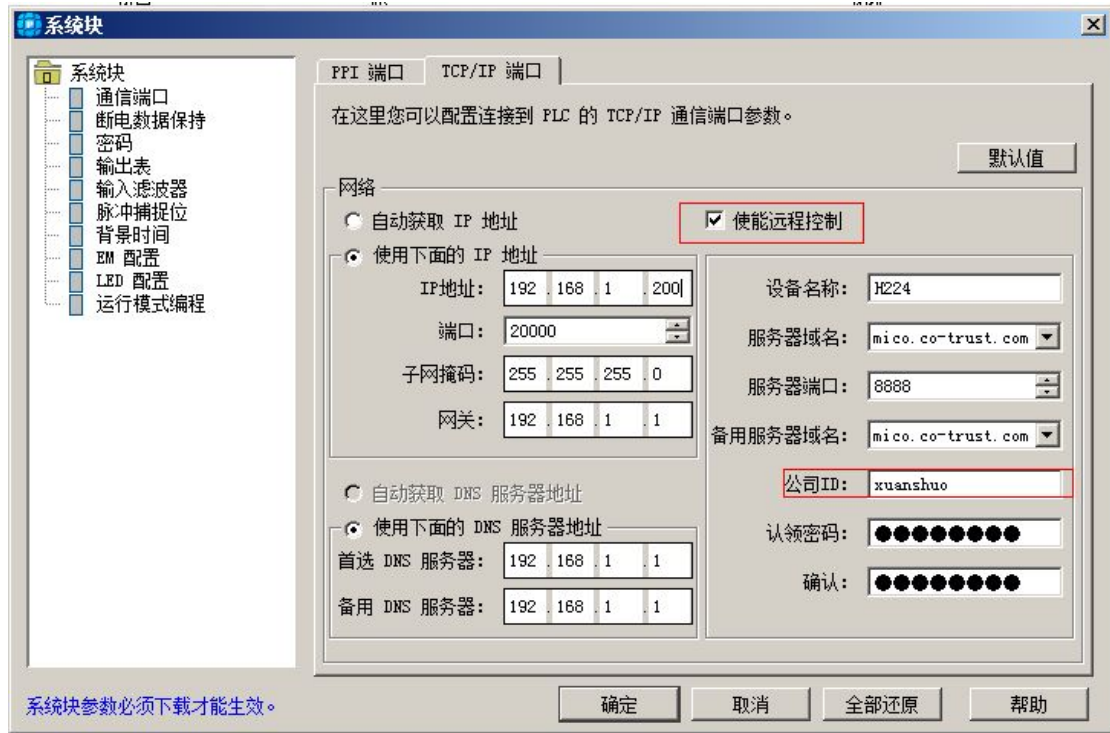 系统块
系统块
通信端口
断电数据保持
密码
输出表
输入滤波器
脉冲捕捉位
背景时间
EM 配置
LED 配置
运行模式编程
PPI 端口
TCP/IP 端口
在这里您可以配置连接到 PLC 的 TCP/IP 通信端口参数。
默认值
网络
自动获取 IP 地址
使能远程控制
使用下面的 IP 地址
IP地址: 192 .168 .1 .200
端口: 20000
子网掩码: 255 .255 .255 .0
网关: 192 .168 .1 .1
自动获取 DNS 服务器地址
使用下面的 DNS 服务器地址
首选 DNS 服务器: 192 .168 .1 .1
备用 DNS 服务器: 192 .168 .1 .1
设备名称: H224
服务器域名: mico.co-trust.com
服务器端口: 8888
备用服务器域名: mico.co-trust.com
公司ID: xuanshuo
认领密码: ●●●●●●●●
确认: ●●●●●●●●
系统块参数必须下载才能生效。
确定
取消
全部还原
帮助